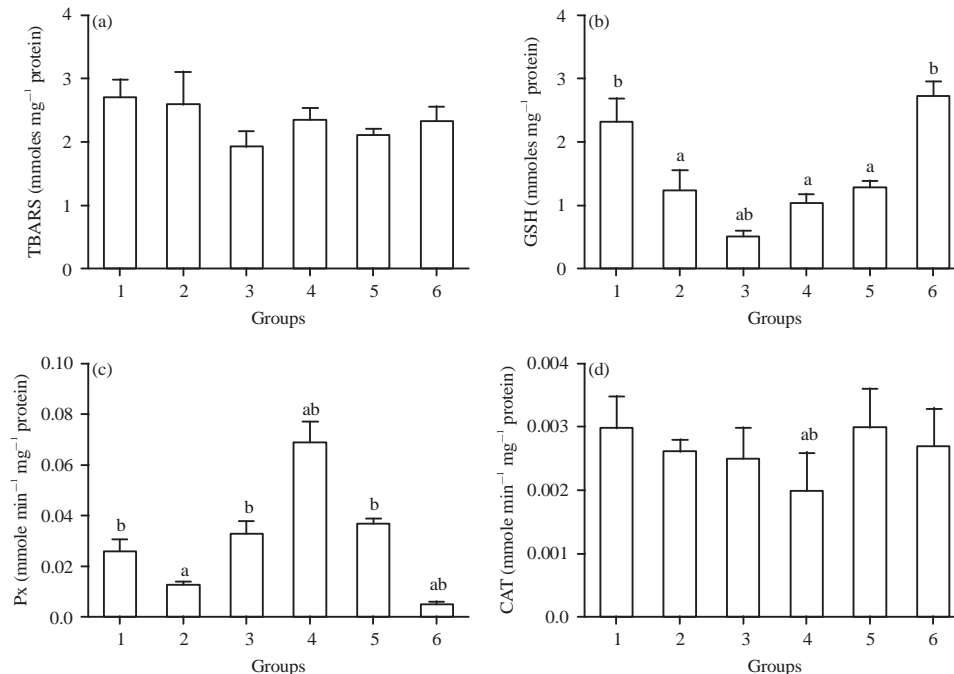 (a)
TBARS (mmoles mg⁻¹ protein)
4
3
2
1
0
1 2 3 4 5 6
Groups
(b)
GSH (mmoles mg⁻¹ protein)
4
3
2
1
0
b
a
ab
a
a
b
1 2 3 4 5 6
Groups
(c)
Px (mmole min⁻¹ mg⁻¹ protein)
0.10
0.08
0.06
0.04
0.02
0.0
b
a
b
ab
b
ab
1 2 3 4 5 6
Groups
(d)
CAT (mmole min⁻¹ mg⁻¹ protein)
0.004
0.003
0.002
0.001
0.0
ab
1 2 3 4 5 6
Groups